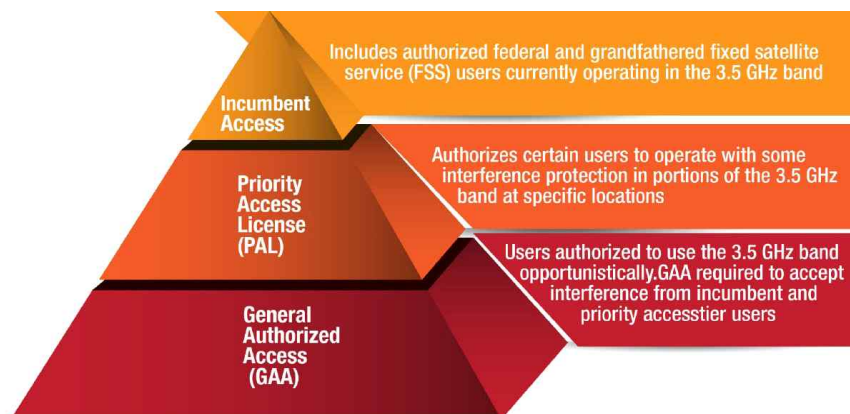 Includes authorized federal and grandfathered fixed satellite
service (FSS) users currently operating in the 3.5 GHz band
Incumbent
Access
Authorizes certain users to operate with some
interference protection in portions of the 3.5 GHz
band at specific locations
Priority
Access
License
(PAL)
Users authorized to use the 3.5 GHz band
opportunistically.GAA required to accept
interference from incumbent and
priority accesstier users
General
Authorized
Access
(GAA)